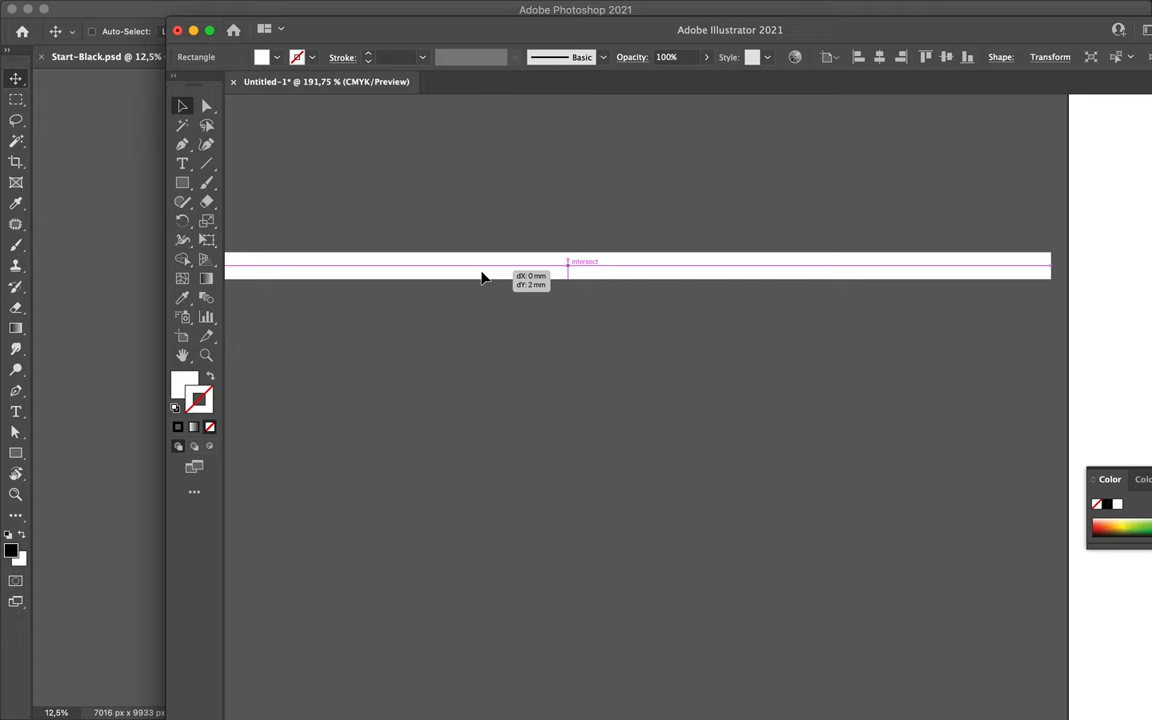 Adobe Photoshop 2021
Auto-Select:
Adobe Illustrator 2021
Start-Black.psd @ 12,5%
Rectangle
Stroke:
Basic
Opacity:
100%
Style:
Shape:
Transform
Untitled-1* @ 191,75 % (CMYK/Preview)
intersect
dX: 0 mm
dY: 2 mm
Color
12,5%
7016 px x 9933 px